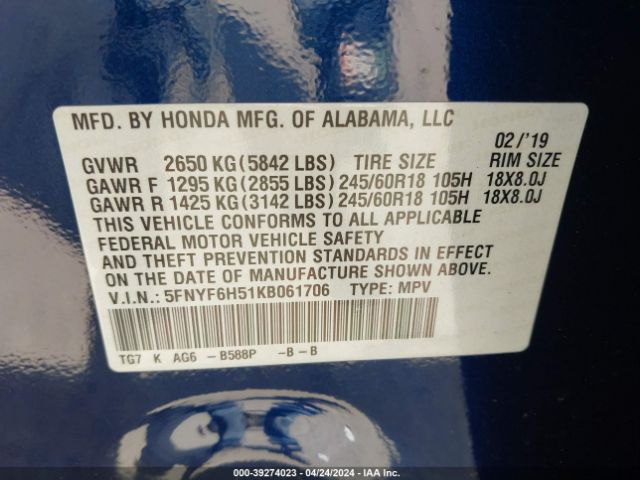 MFD. BY HONDA MFG. OF ALABAMA, LLC
02/'19
GVWR 2650 KG(5842 LBS) TIRE SIZE RIM SIZE
GAWR F 1295 KG(2855 LBS) 245/60R18 105H 18X8.0J
GAWR R 1425 KG(3142 LBS) 245/60R18 105H 18X8.0J
THIS VEHICLE CONFORMS TO ALL APPLICABLE
FEDERAL MOTOR VEHICLE SAFETY
AND THEFT PREVENTION STANDARDS IN EFFECT
ON THE DATE OF MANUFACTURE SHOWN ABOVE.
V.I.N.: 5FNYF6H51KB061706 TYPE: MPV
TG7 K AG6 - B588P -B-B
000-39274023 - 04/24/2024 - IAA Inc.